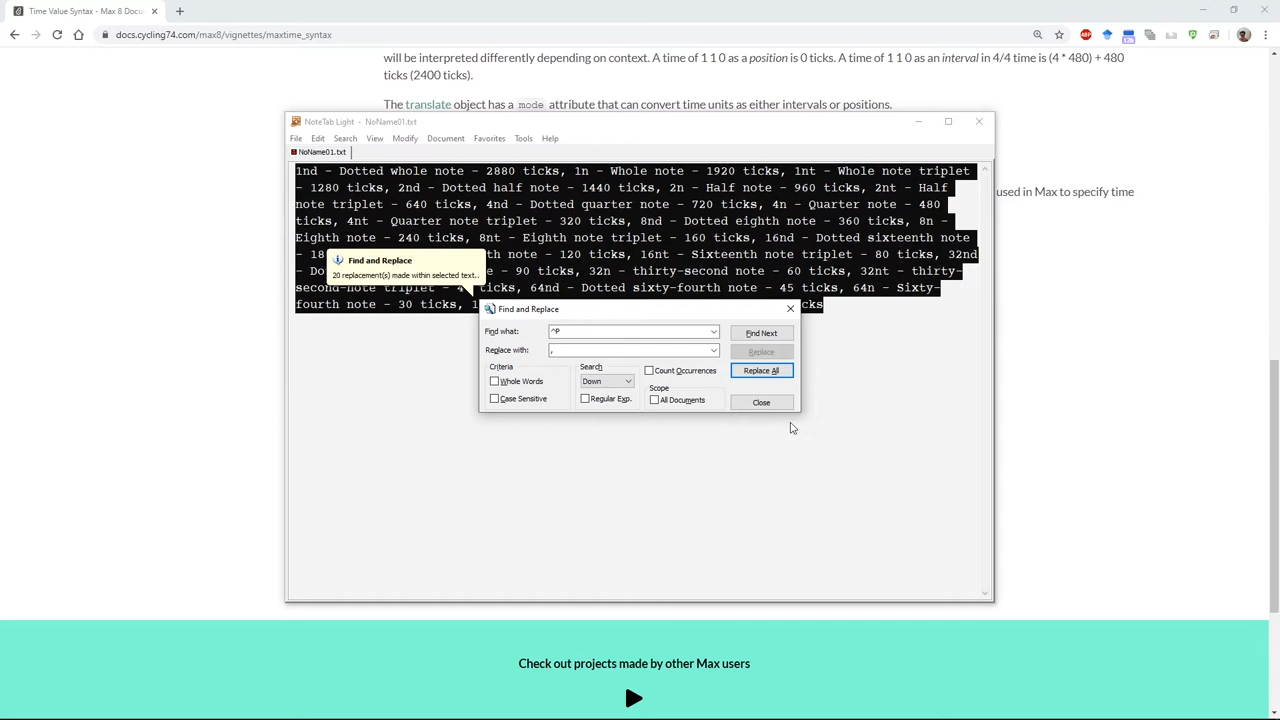 Time Value Syntax - Max 8 Docu
docs.cycling74.com/max8/vignettes/maxtime_syntax
will be interpreted differently depending on context. A time of 1 1 0 as a position is 0 ticks. A time of 1 1 0 as an interval in 4/4 time is (4 * 480) + 480
ticks (2400 ticks).
The translate object has a mode attribute that can convert time units as either intervals or positions.
NoteTab Light - NoName01.txt
File Edit Search View Modify Document Favorites Tools Help
NoName01.txt
1nd - Dotted whole note - 2880 ticks, 1n - Whole note - 1920 ticks, 1nt - Whole note triplet
- 1280 ticks, 2nd - Dotted half note - 1440 ticks, 2n - Half note - 960 ticks, 2nt - Half
used in Max to specify time
note triplet - 640 ticks, 4nd - Dotted quarter note - 720 ticks, 4n - Quarter note - 480
ticks, 4nt - Quarter note triplet - 320 ticks, 8nd - Dotted eighth note - 360 ticks, 8n -
Eighth note - 240 ticks, 8nt - Eighth note triplet - 160 ticks, 16nd - Dotted sixteenth note
- 18 120 ticks, 16nt - Sixteenth note triplet - 80 ticks, 32nd
- Do 90 ticks, 32n - thirty-second note - 60 ticks, 32nt - thirty-
second-note triplet - 4 ticks, 64nd - Dotted sixty-fourth note - 45 ticks, 64n - Sixty-
fourth note - 30 ticks, 1 cks
Find and Replace
20 replacement(s) made within selected text..
Find and Replace
Find what: ^P
Find Next
Replace with: ,
Replace
Criteria
Search
Count Occurrences
Replace All
Whole Words
Down
Scope
Case Sensitive
Regular Exp.
All Documents
Close
Check out projects made by other Max users